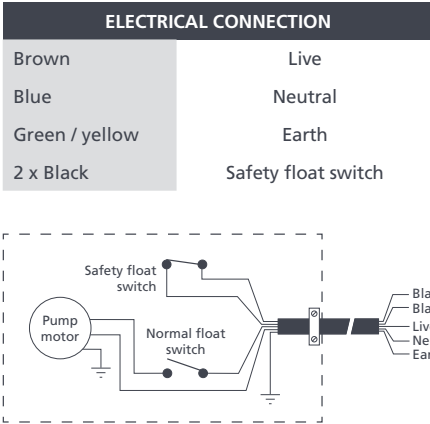 ELECTRICAL CONNECTION
Brown Live
Blue Neutral
Green / yellow Earth
2 x Black Safety float switch
Safety float
switch
Pump
motor
Normal float
switch
Bla
Bla
Liv
Ne
Ear